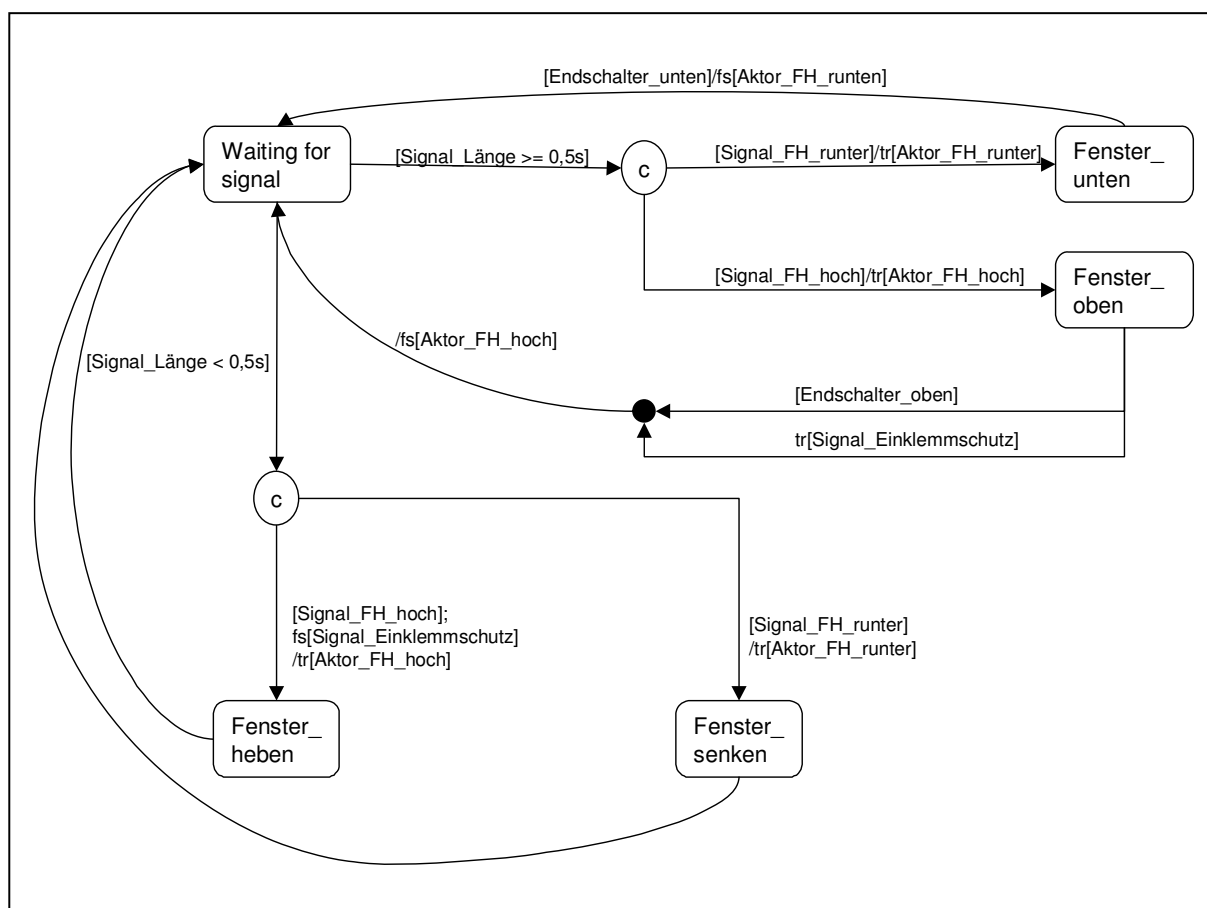 [Endschalter_unten]/fs[Aktor_FH_runten]
Waiting for
signal
[Signal_Länge >= 0,5s]
c
[Signal_FH_runter]/tr[Aktor_FH_runter]
Fenster_
unten
[Signal_FH_hoch]/tr[Aktor_FH_hoch]
Fenster_
oben
/fs[Aktor_FH_hoch]
[Signal_Länge < 0,5s]
[Endschalter_oben]
tr[Signal_Einklemmschutz]
c
[Signal_FH_hoch];
fs[Signal_Einklemmschutz]
/tr[Aktor_FH_hoch]
[Signal_FH_runter]
/tr[Aktor_FH_runter]
Fenster_
heben
Fenster_
senken